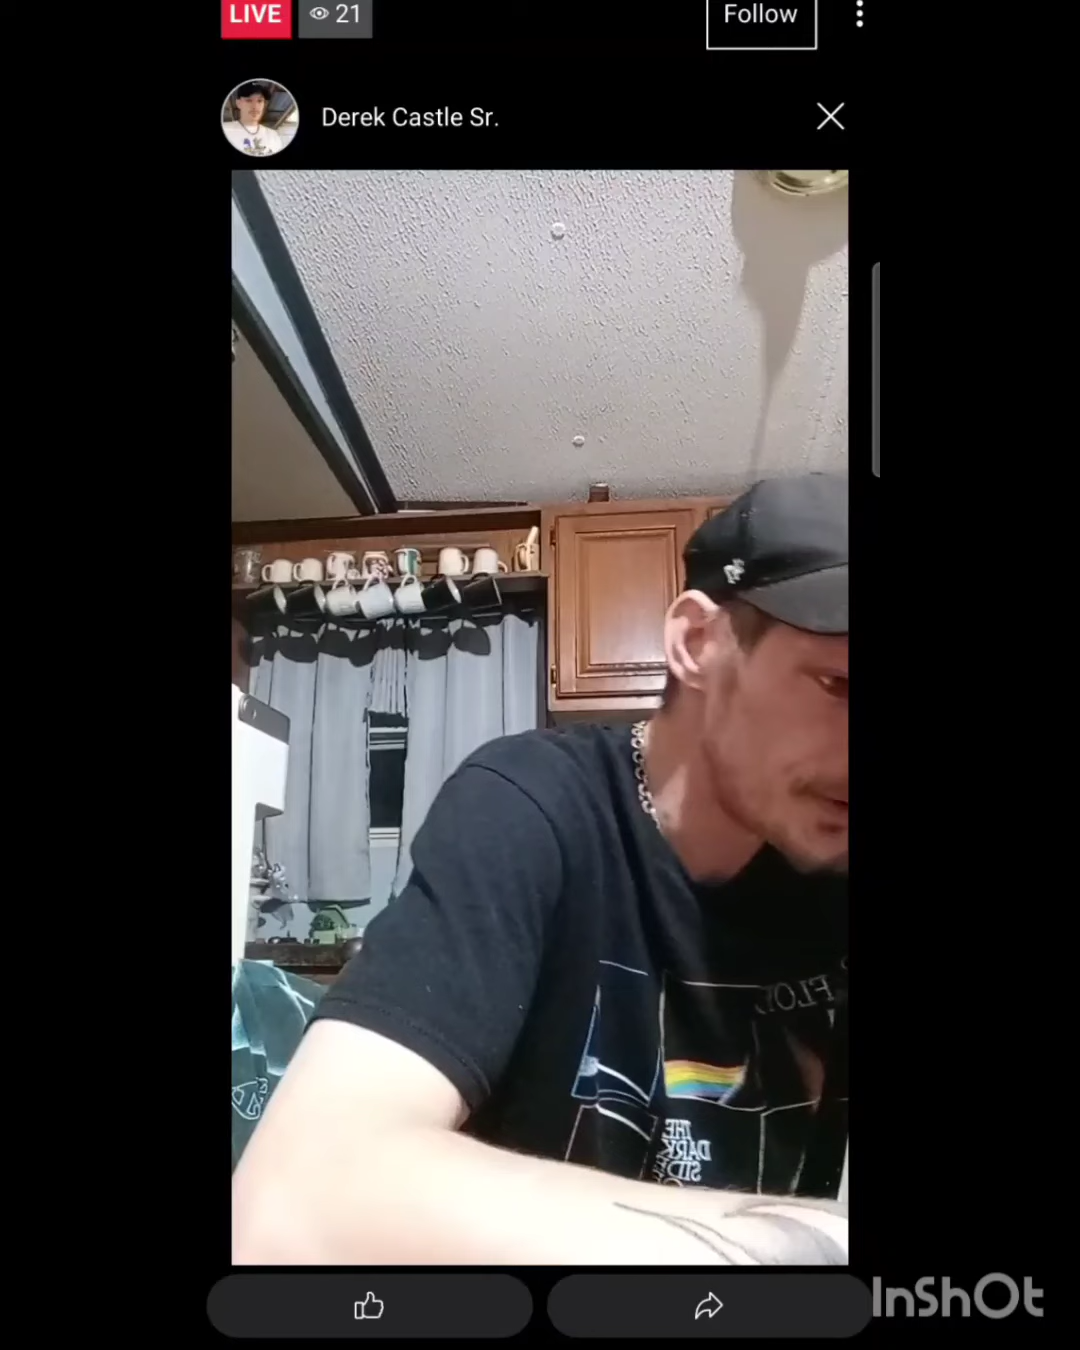 LIVE 21
Follow
Derek Castle Sr.
THE
DARK
SIDE
InShOt